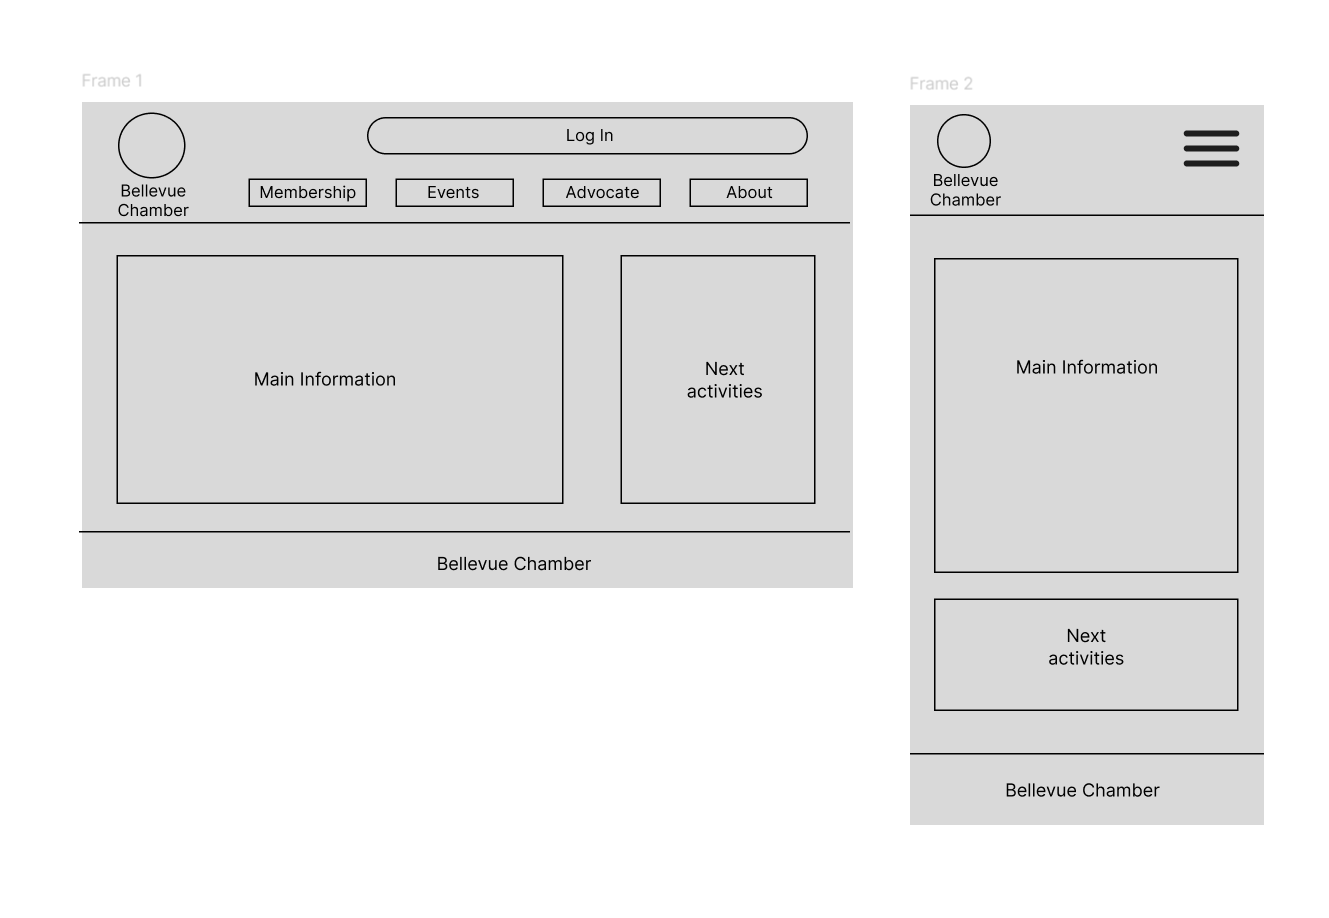 Frame 1
Log In
Bellevue
Chamber
Membership
Events
Advocate
About
Main Information
Next
activities
Bellevue Chamber
Frame 2
Bellevue
Chamber
Main Information
Next
activities
Bellevue Chamber